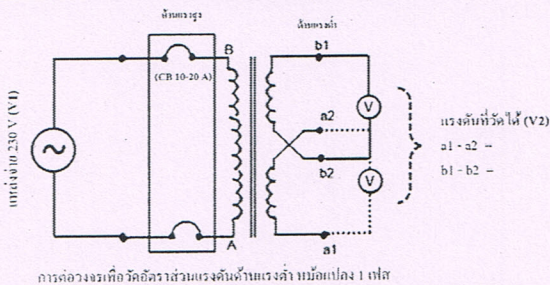 ด้านแรงสูง
ด้านแรงต่ำ
B
b1
(CB 10-20 A)
V
a2
แหล่งจ่าย 230 V (V1)
แรงดันที่วัดได้ (V2)
a1 - a2 =
b2
b1 - b2 =
V
A
a1
การต่อวงจรเพื่อวัดอัตราส่วนแรงดันด้านแรงต่ำ หม้อแปลง 1 เฟส